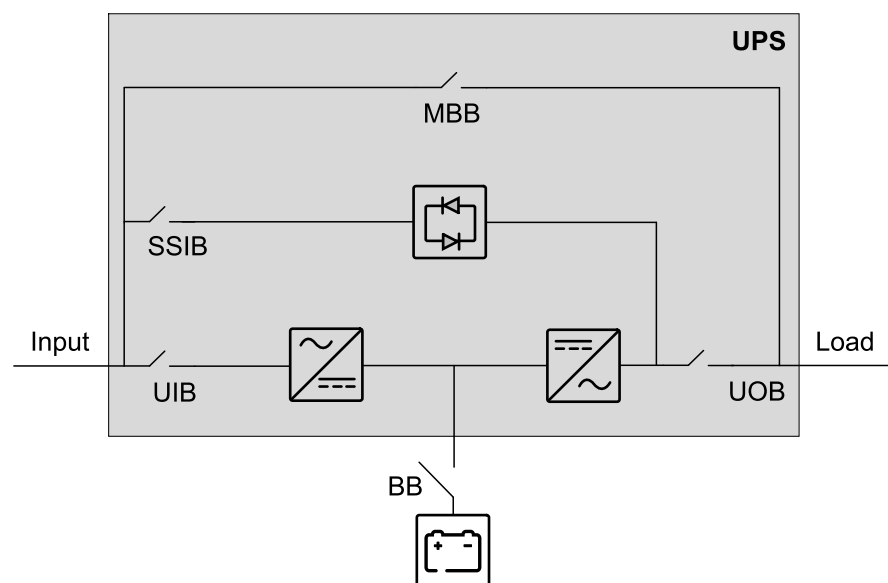 UPS
MBB
SSIB
Input
Load
UIB
UOB
BB
+ -